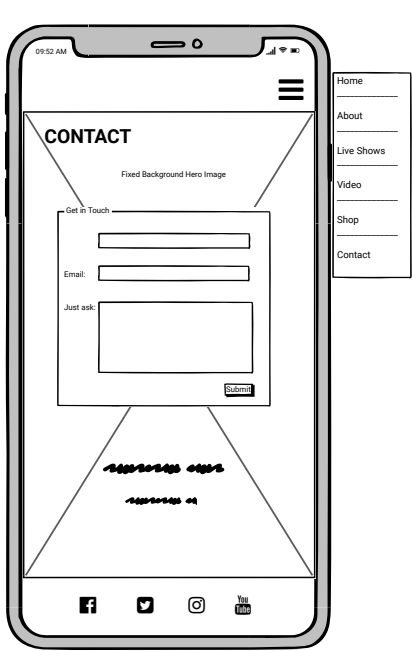 09:52 AM
Home
About
Live Shows
Video
Shop
Contact
CONTACT
Fixed Background Hero Image
Get in Touch
Email:
Just ask:
Submit
You
Tube